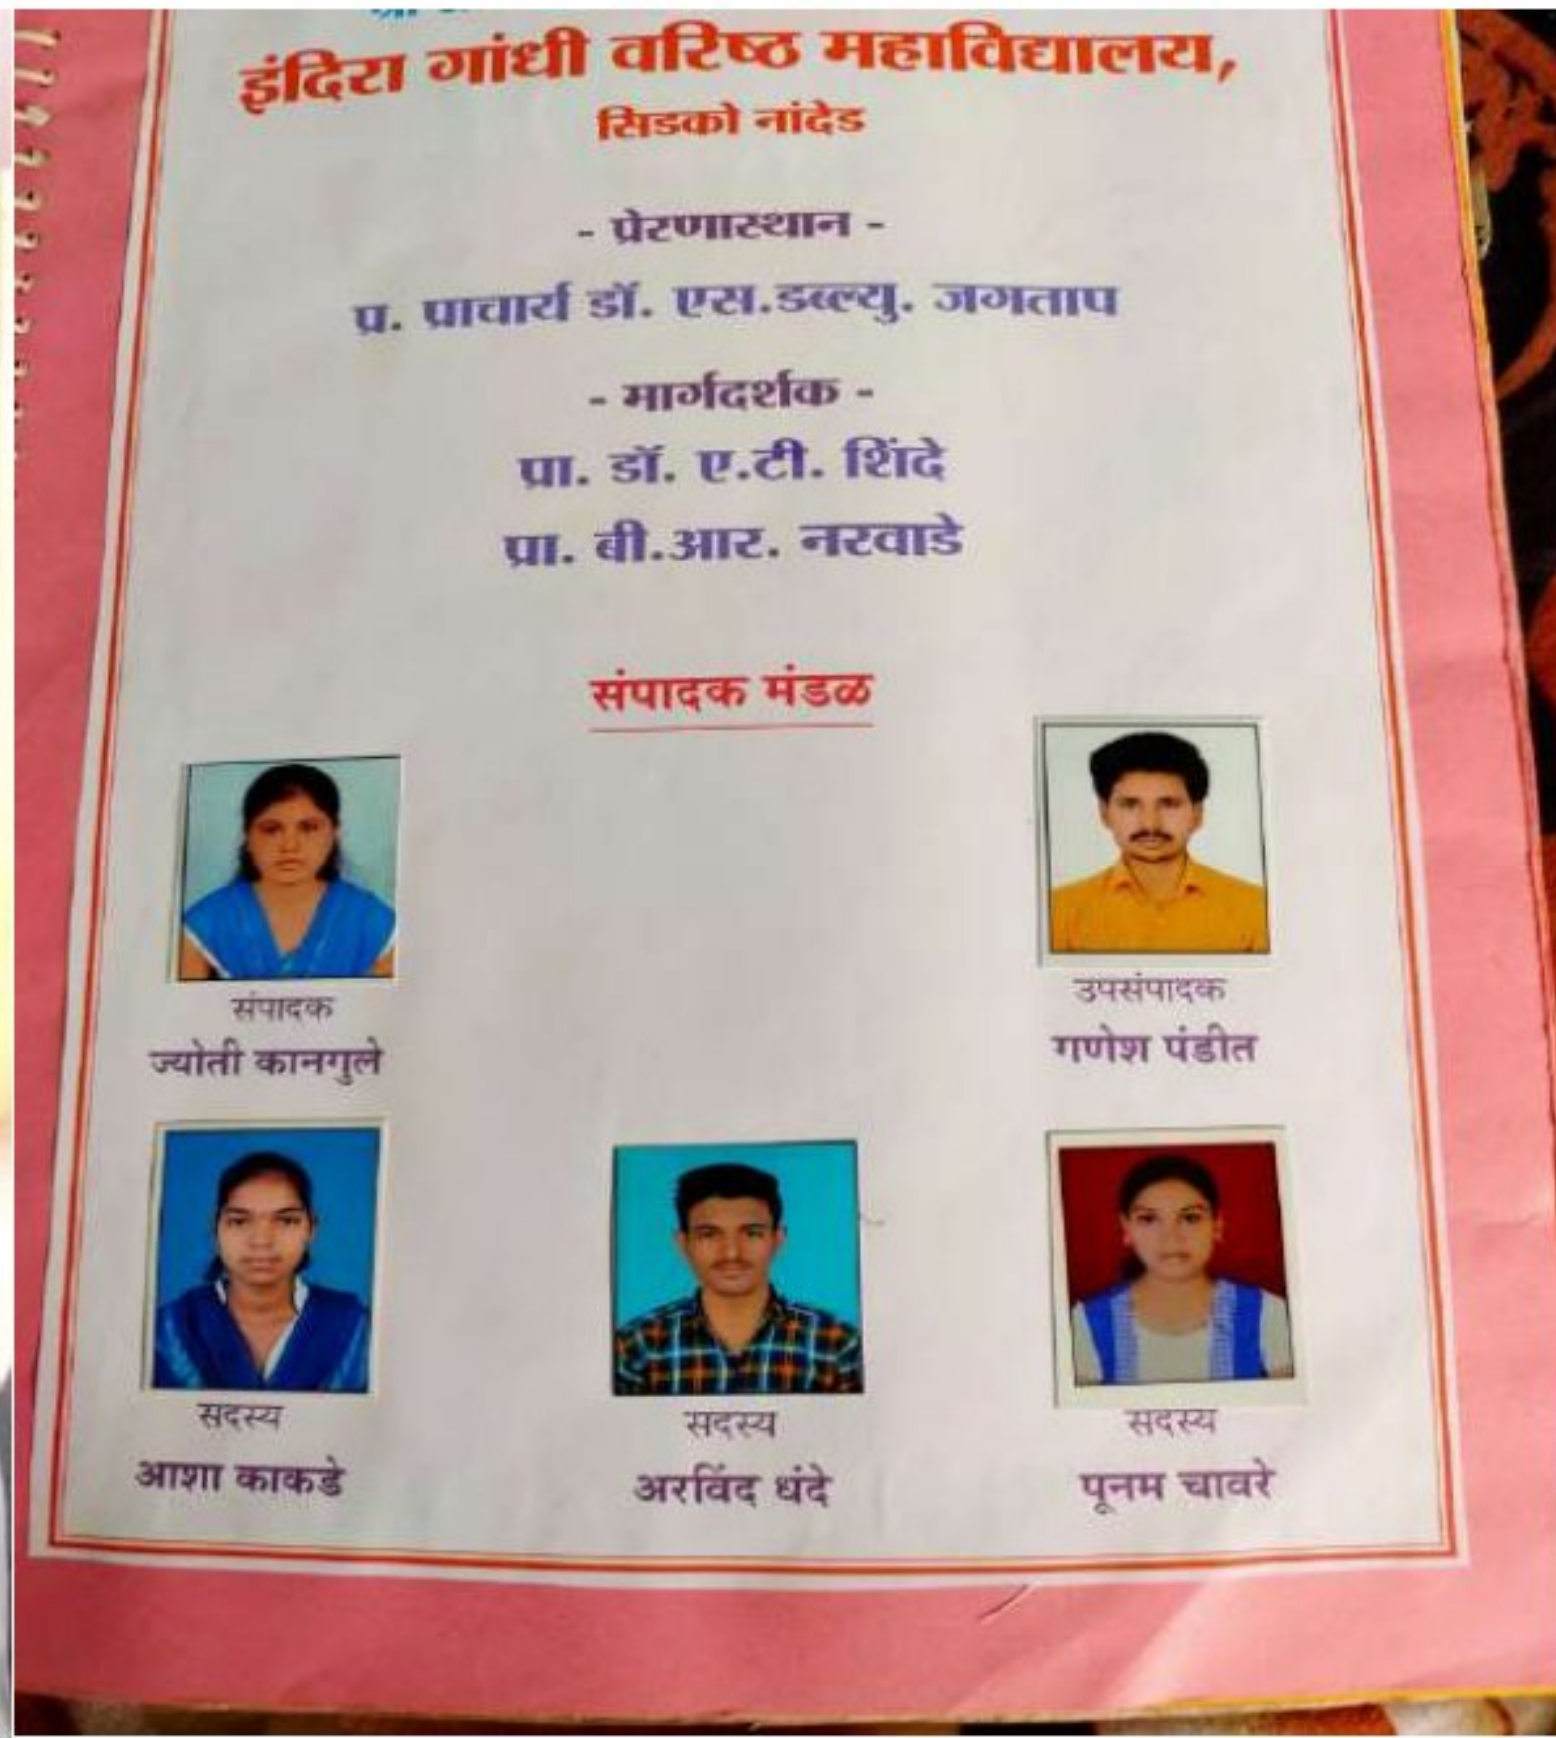 इंदिरा गांधी वरिष्ठ महाविद्यालय,
सिडको नांदेड
- प्रेरणास्थान -
प्र. प्राचार्य डॉ. एस.डब्ल्यु. जगताप
- मार्गदर्शक -
प्रा. डॉ. ए.टी. शिंदे
प्रा. बी.आर. नरवाडे
संपादक मंडळ
संपादक
ज्योती कानगुले
उपसंपादक
गणेश पंडीत
सदस्य
आशा काकडे
सदस्य
अरविंद धंदे
सदस्य
पूनम चावरे